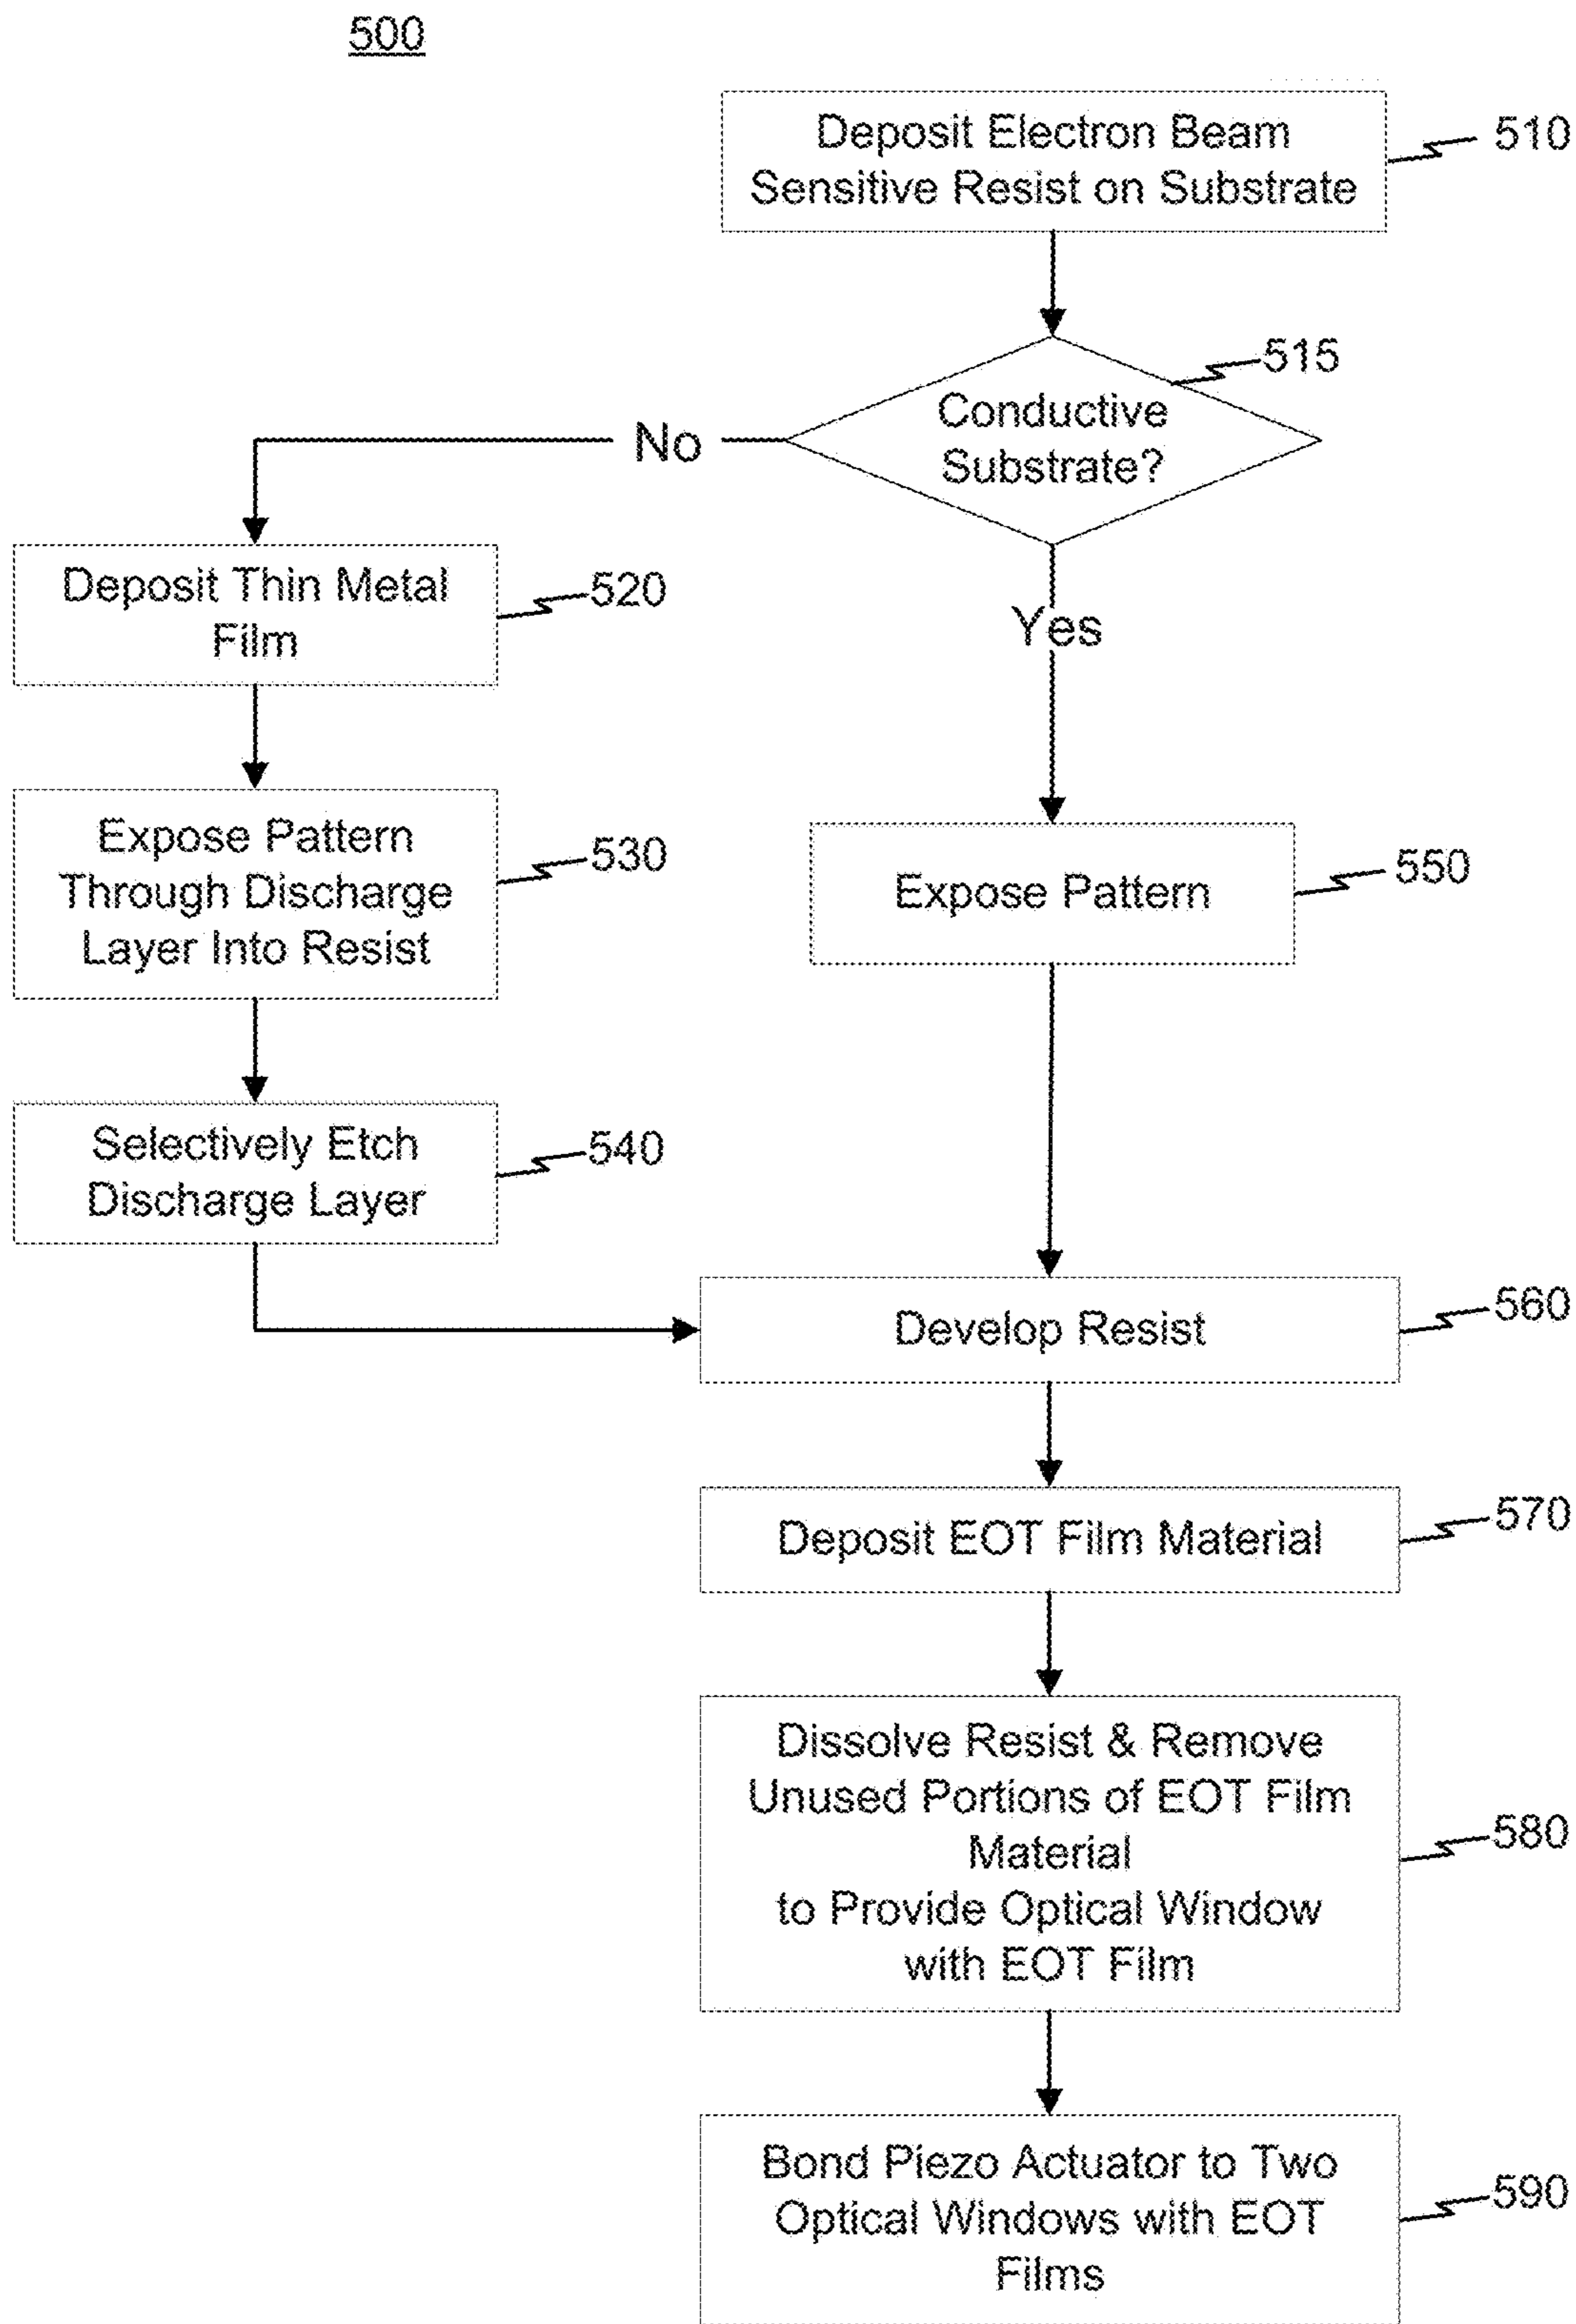 500
Deposit Electron Beam
Sensitive Resist on Substrate
510
Conductive
Substrate?
515
No
Yes
Deposit Thin Metal
Film
520
Expose Pattern
Through Discharge
Layer Into Resist
530
Selectively Etch
Discharge Layer
540
Expose Pattern
550
Develop Resist
560
Deposit EOT Film Material
570
Dissolve Resist & Remove
Unused Portions of EOT Film
Material
to Provide Optical Window
with EOT Film
580
Bond Piezo Actuator to Two
Optical Windows with EOT
Films
590